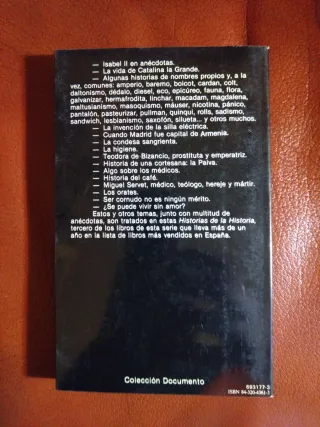 — Isabel II en anécdotas.
— La vida de Catalina la Grande.
— Algunas historias de nombres propios y, a la
vez, comunes: amperio, baremo, boicot, cardan, colt,
daltonismo, dédalo, diesel, eco, epicúreo, fauna, flora,
galvanizar, hermafrodita, linchar, macadam, magdalena,
maltusianismo, masoquismo, máuser, nicotina, pánico,
pantalón, pasteurizar, pullman, quinqui, rolls, sadismo,
sandwich, lesbianismo, saxofón, silueta... y otros muchos.
— La invención de la silla eléctrica.
— Cuando Madrid fue capital de Armenia.
— La condesa sangrienta.
— La higiene.
— Teodora de Bizancio, prostituta y emperatriz.
— Historia de una cortesana: la Paiva.
— Algo sobre los médicos.
— Historia del café.
— Miguel Servet, médico, teólogo, hereje y mártir.
— Los orates.
— Ser cornudo no es ningún mérito.
— ¿Se puede vivir sin amor?
Estos y otros temas, junto con multitud de
anécdotas, son tratados en estas Historias de la Historia,
tercero de los libros de esta serie que lleva más de un
año en la lista de libros más vendidos en España.
Colección Documento
693177-5
ISBN 84-320-4361-1